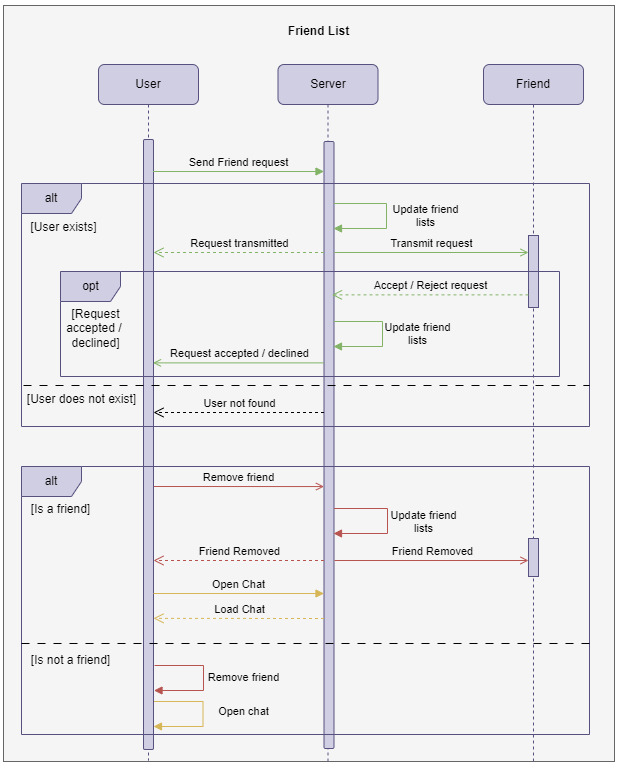 Friend List
User
Server
Friend
Send Friend request
alt
[User exists]
Update friend
lists
Request transmitted
Transmit request
opt
[Request
accepted /
declined]
Accept / Reject request
Update friend
lists
Request accepted / declined
[User does not exist]
User not found
alt
[Is a friend]
Remove friend
Update friend
lists
Friend Removed
Friend Removed
Open Chat
Load Chat
[Is not a friend]
Remove friend
Open chat